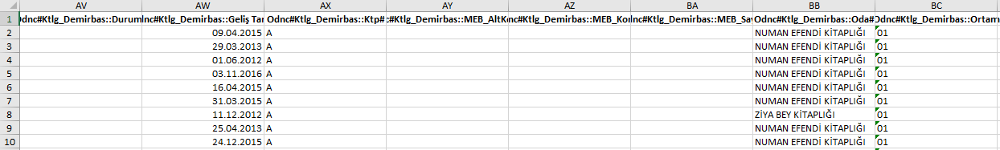 AV AW AX AY AZ BA BB BC
1 Odnc#Ktlg_Demirbas::Durumu nc#Ktlg_Demirbas::Geliş Tar Odnc#Ktlg_Demirbas::Ktp# c#Ktlg_Demirbas::MEB_AltK nc#Ktlg_Demirbas::MEB_Ko nc#Ktlg_Demirbas::MEB_Say Odnc#Ktlg_Demirbas::Oda# Odnc#Ktlg_Demirbas::Ortam
2 09.04.2015 A NUMAN EFENDİ KİTAPLIĞI 01
3 29.03.2013 A NUMAN EFENDİ KİTAPLIĞI 01
4 01.06.2012 A NUMAN EFENDİ KİTAPLIĞI 01
5 03.11.2016 A NUMAN EFENDİ KİTAPLIĞI 01
6 16.04.2015 A NUMAN EFENDİ KİTAPLIĞI 01
7 31.03.2015 A NUMAN EFENDİ KİTAPLIĞI 01
8 11.12.2012 A ZİYA BEY KİTAPLIĞI 01
9 25.04.2013 A NUMAN EFENDİ KİTAPLIĞI 01
10 24.12.2015 A NUMAN EFENDİ KİTAPLIĞI 01